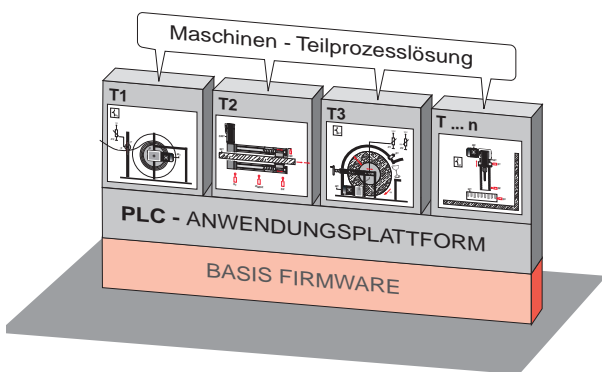 Maschinen - Teilprozesslösung
T1
T2
T3
T ... n
PLC - ANWENDUNGSPLATTFORM
BASIS FIRMWARE